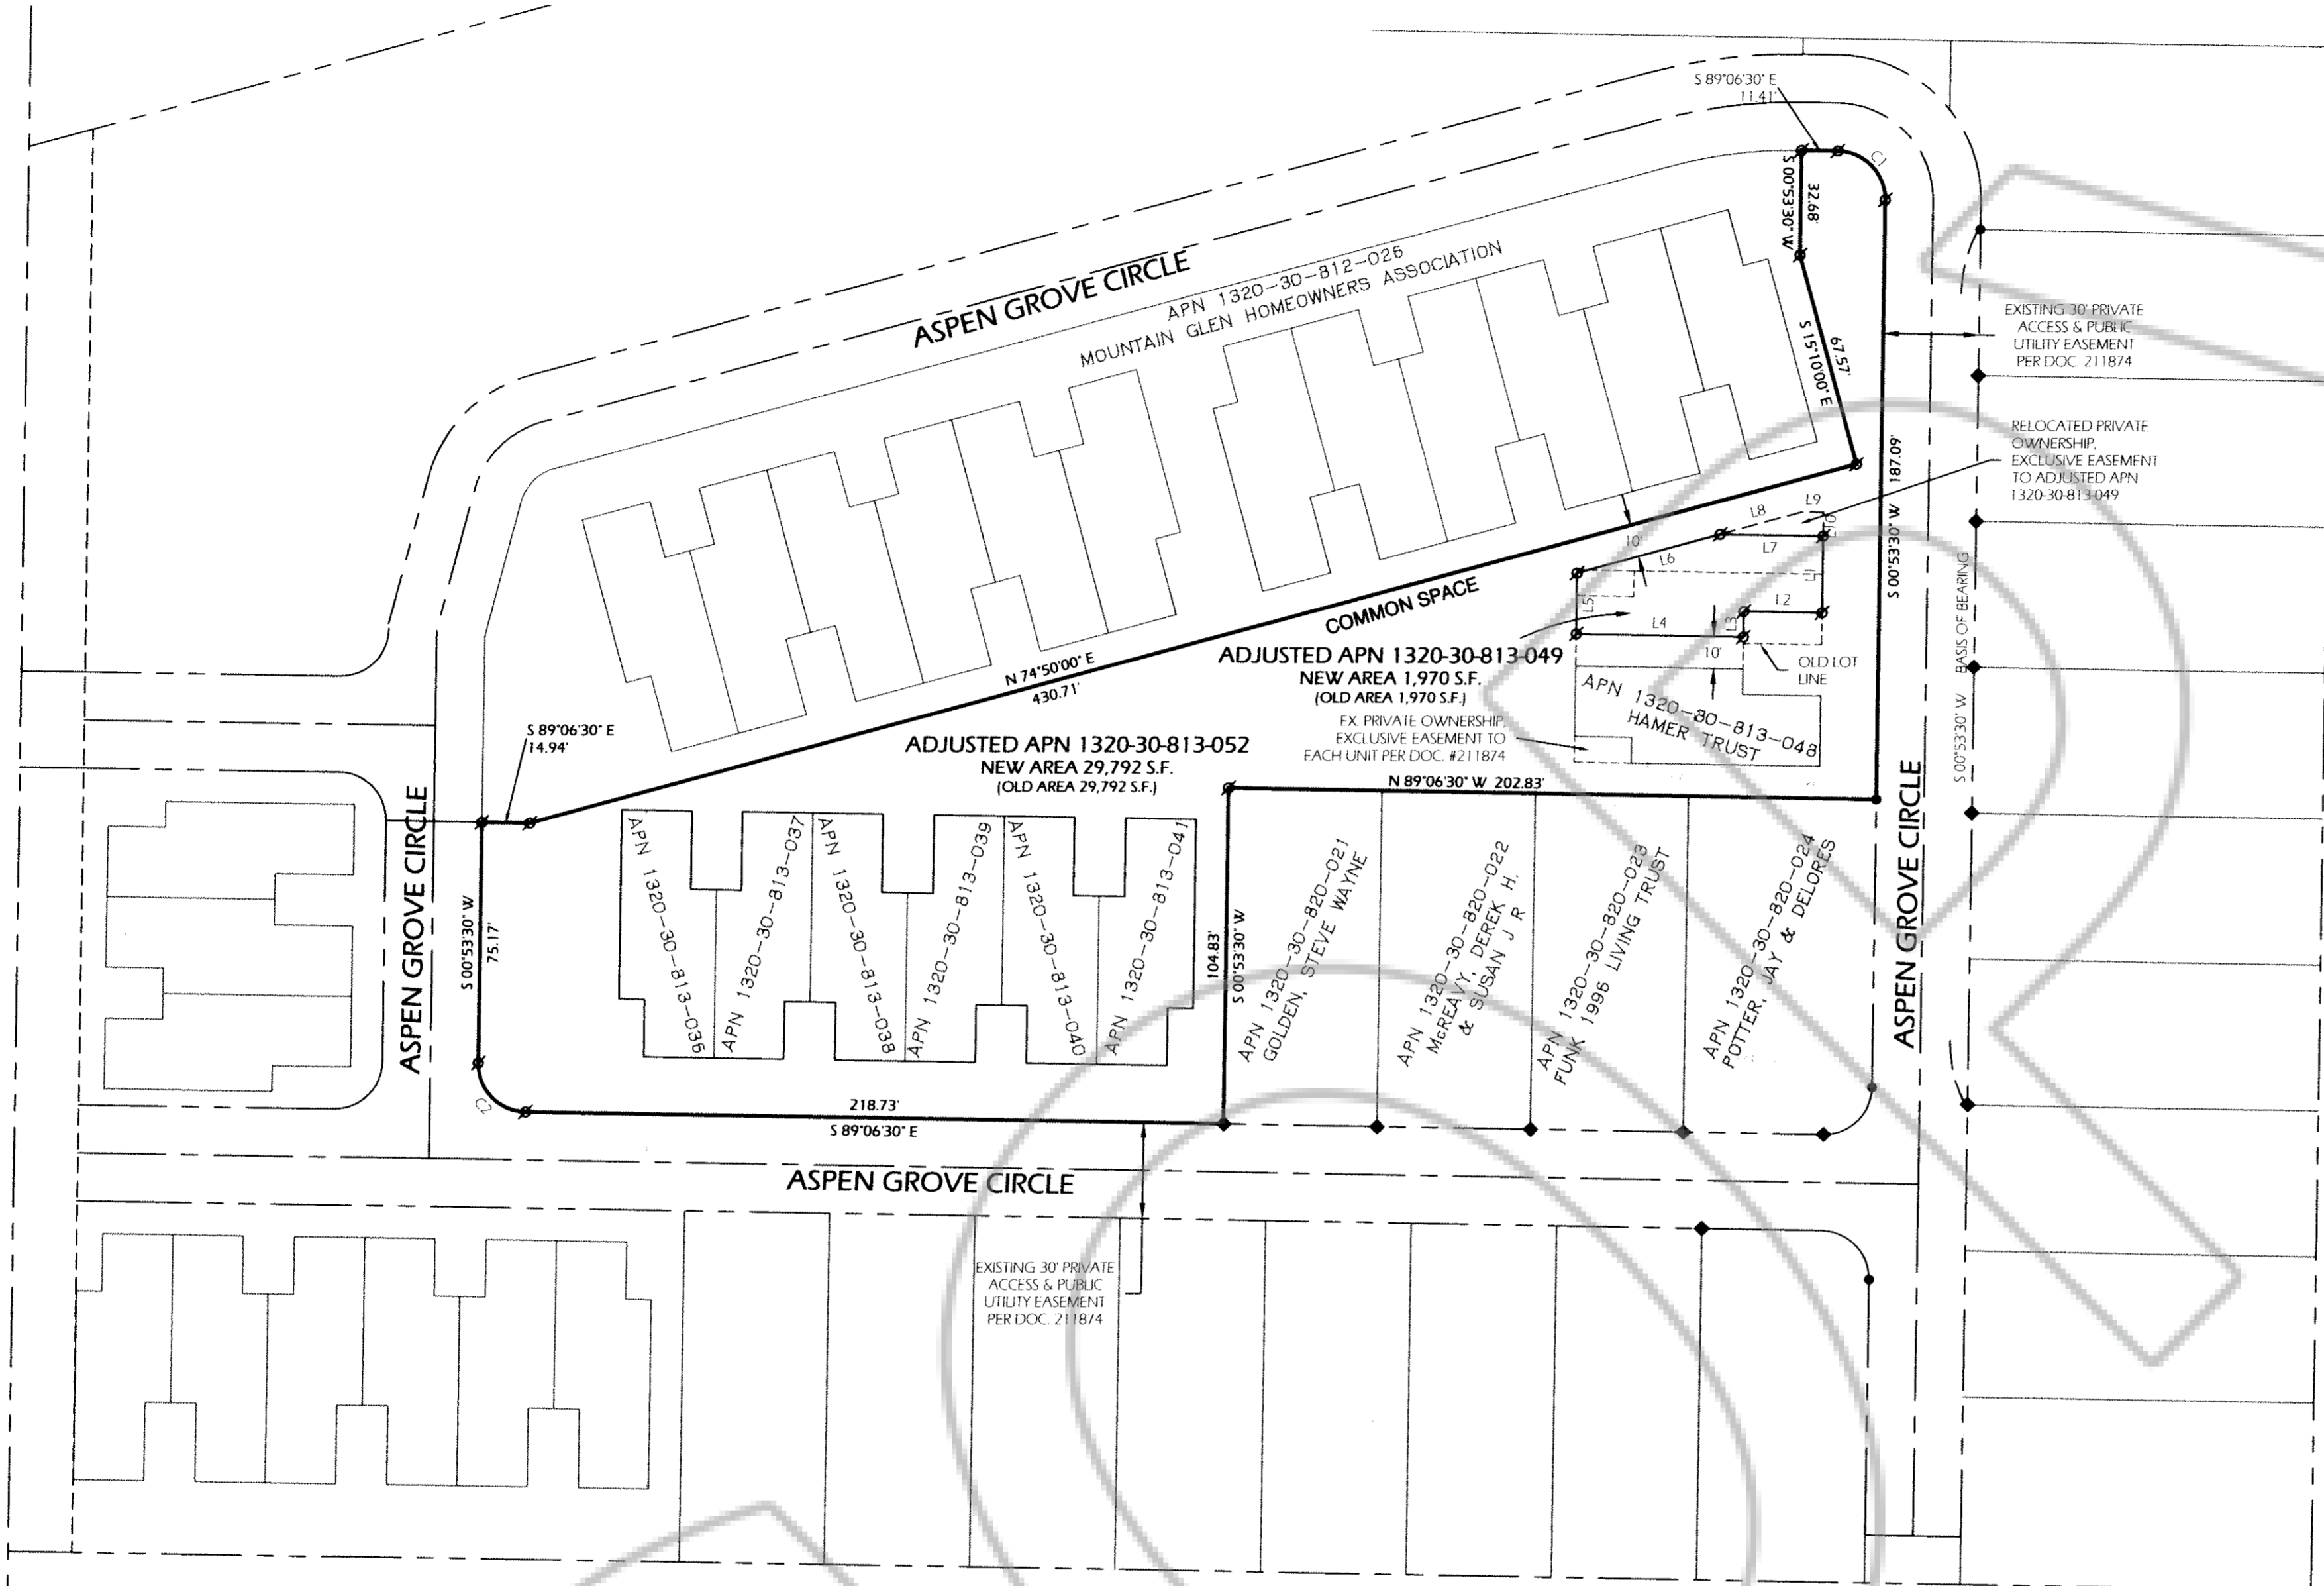 S 89°06'30" E
11.41'
C1
S 00°53'30" W
32.68'
ASPEN GROVE CIRCLE
APN 1320-30-812-026
MOUNTAIN GLEN HOMEOWNERS ASSOCIATION
67.57'
S 15°10'00" E
EXISTING 30' PRIVATE
ACCESS & PUBLIC
UTILITY EASEMENT
PER DOC. 211874
RELOCATED PRIVATE
OWNERSHIP,
EXCLUSIVE EASEMENT
TO ADJUSTED APN
1320-30-813-049
S 00°53'30" W 187.09'
L9
L8
L10
L7
10'
L6
L1
L5
L2
L3
L4
10'
OLD LOT
LINE
COMMON SPACE
ADJUSTED APN 1320-30-813-049
NEW AREA 1,970 S.F.
(OLD AREA 1,970 S.F.)
N 74°50'00" E
430.71'
APN 1320-30-813-048
HAMER TRUST
EX. PRIVATE OWNERSHIP,
EXCLUSIVE EASEMENT TO
EACH UNIT PER DOC. #211874
S 00°53'30" W BASIS OF BEARING
S 89°06'30" E
14.94'
ADJUSTED APN 1320-30-813-052
NEW AREA 29,792 S.F.
(OLD AREA 29,792 S.F.)
N 89°06'30" W 202.83'
ASPEN GROVE CIRCLE
S 00°53'30" W
75.17'
APN 1320-30-813-036
APN 1320-30-813-037
APN 1320-30-813-038
APN 1320-30-813-039
APN 1320-30-813-040
APN 1320-30-813-041
104.83'
S 00°53'30" W
APN 1320-30-820-021
GOLDEN, STEVE WAYNE
APN 1320-30-820-022
McREAVY, DEREK H.
& SUSAN J R
APN 1320-30-820-023
FUNK 1996 LIVING TRUST
APN 1320-30-820-024
POTTER, JAY & DELORES
ASPEN GROVE CIRCLE
C2
218.73'
S 89°06'30" E
ASPEN GROVE CIRCLE
EXISTING 30' PRIVATE
ACCESS & PUBLIC
UTILITY EASEMENT
PER DOC. 211874